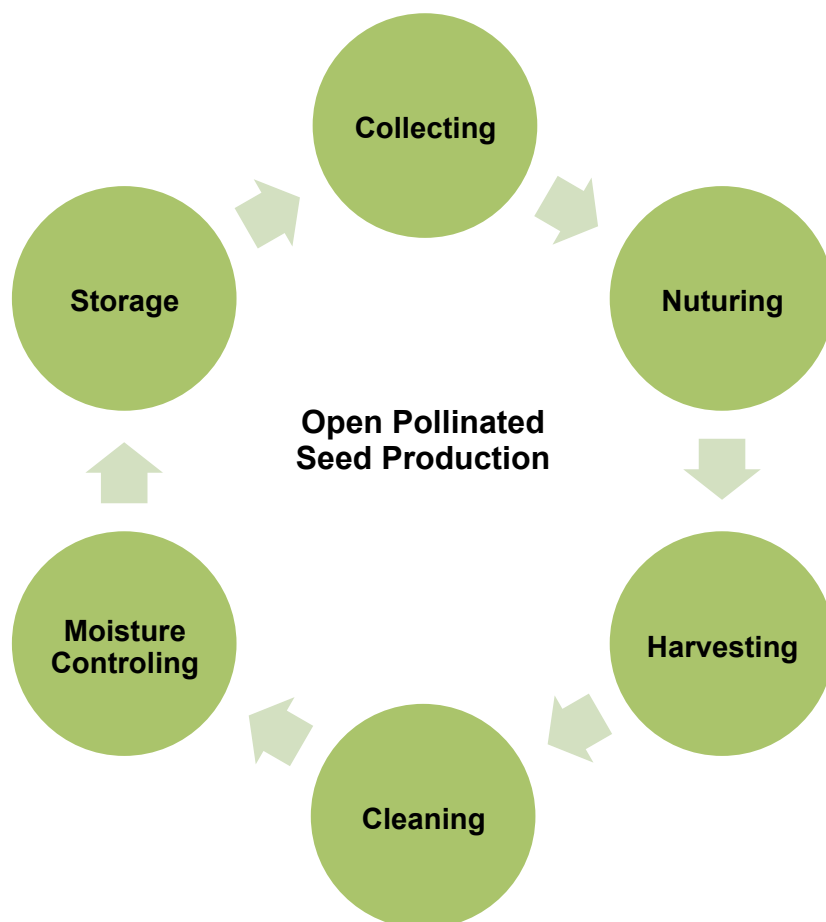 Collecting
Storage
Nuturing
Open Pollinated
Seed Production
Moisture
Controling
Harvesting
Cleaning